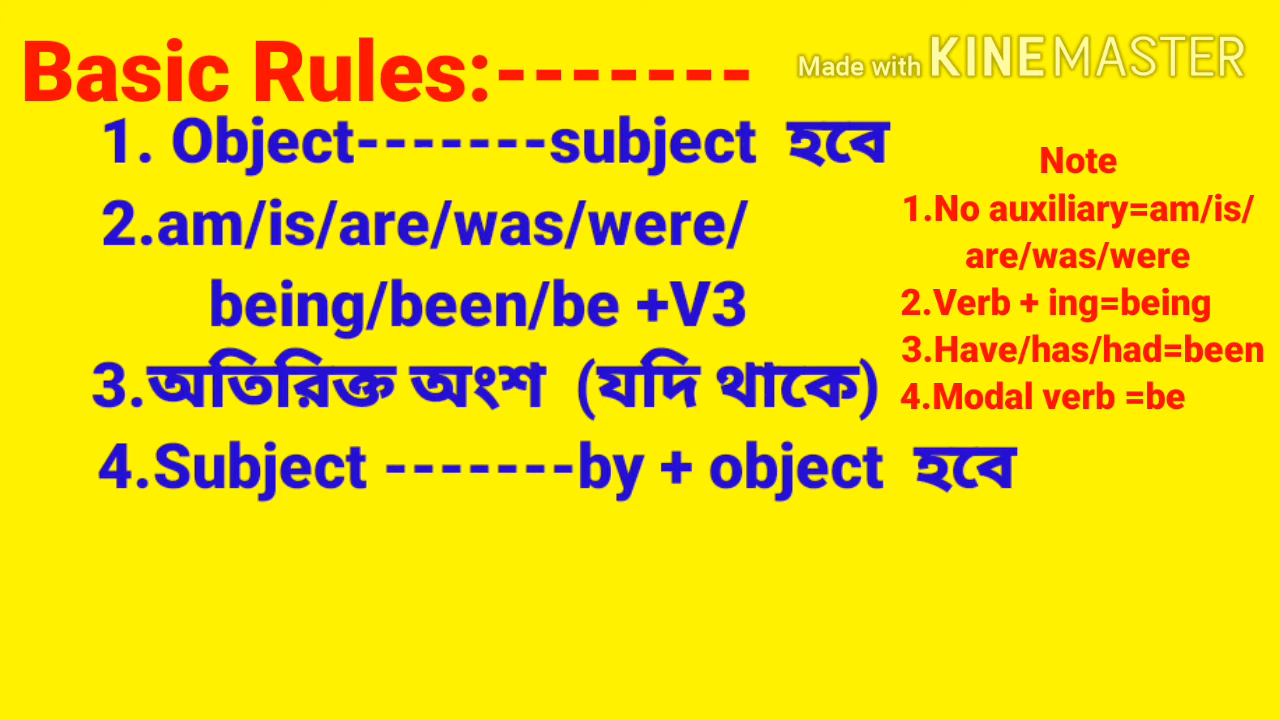 Basic Rules:-------
Made with KINEMASTER
1. Object-------subject হবে
2.am/is/are/was/were/
being/been/be +V3
3.অতিরিক্ত অংশ (যদি থাকে)
4.Subject -------by + object হবে
Note
1.No auxiliary=am/is/
are/was/were
2.Verb + ing=being
3.Have/has/had=been
4.Modal verb =be